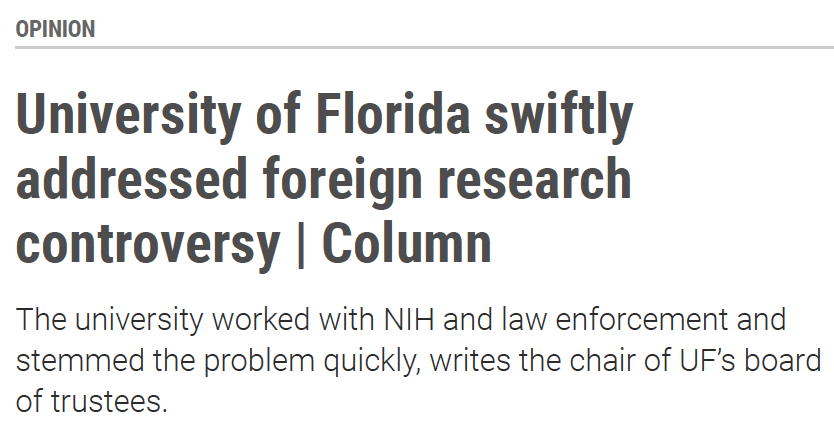 OPINION
University of Florida swiftly
addressed foreign research
controversy | Column
The university worked with NIH and law enforcement and
stemmed the problem quickly, writes the chair of UF’s board
of trustees.